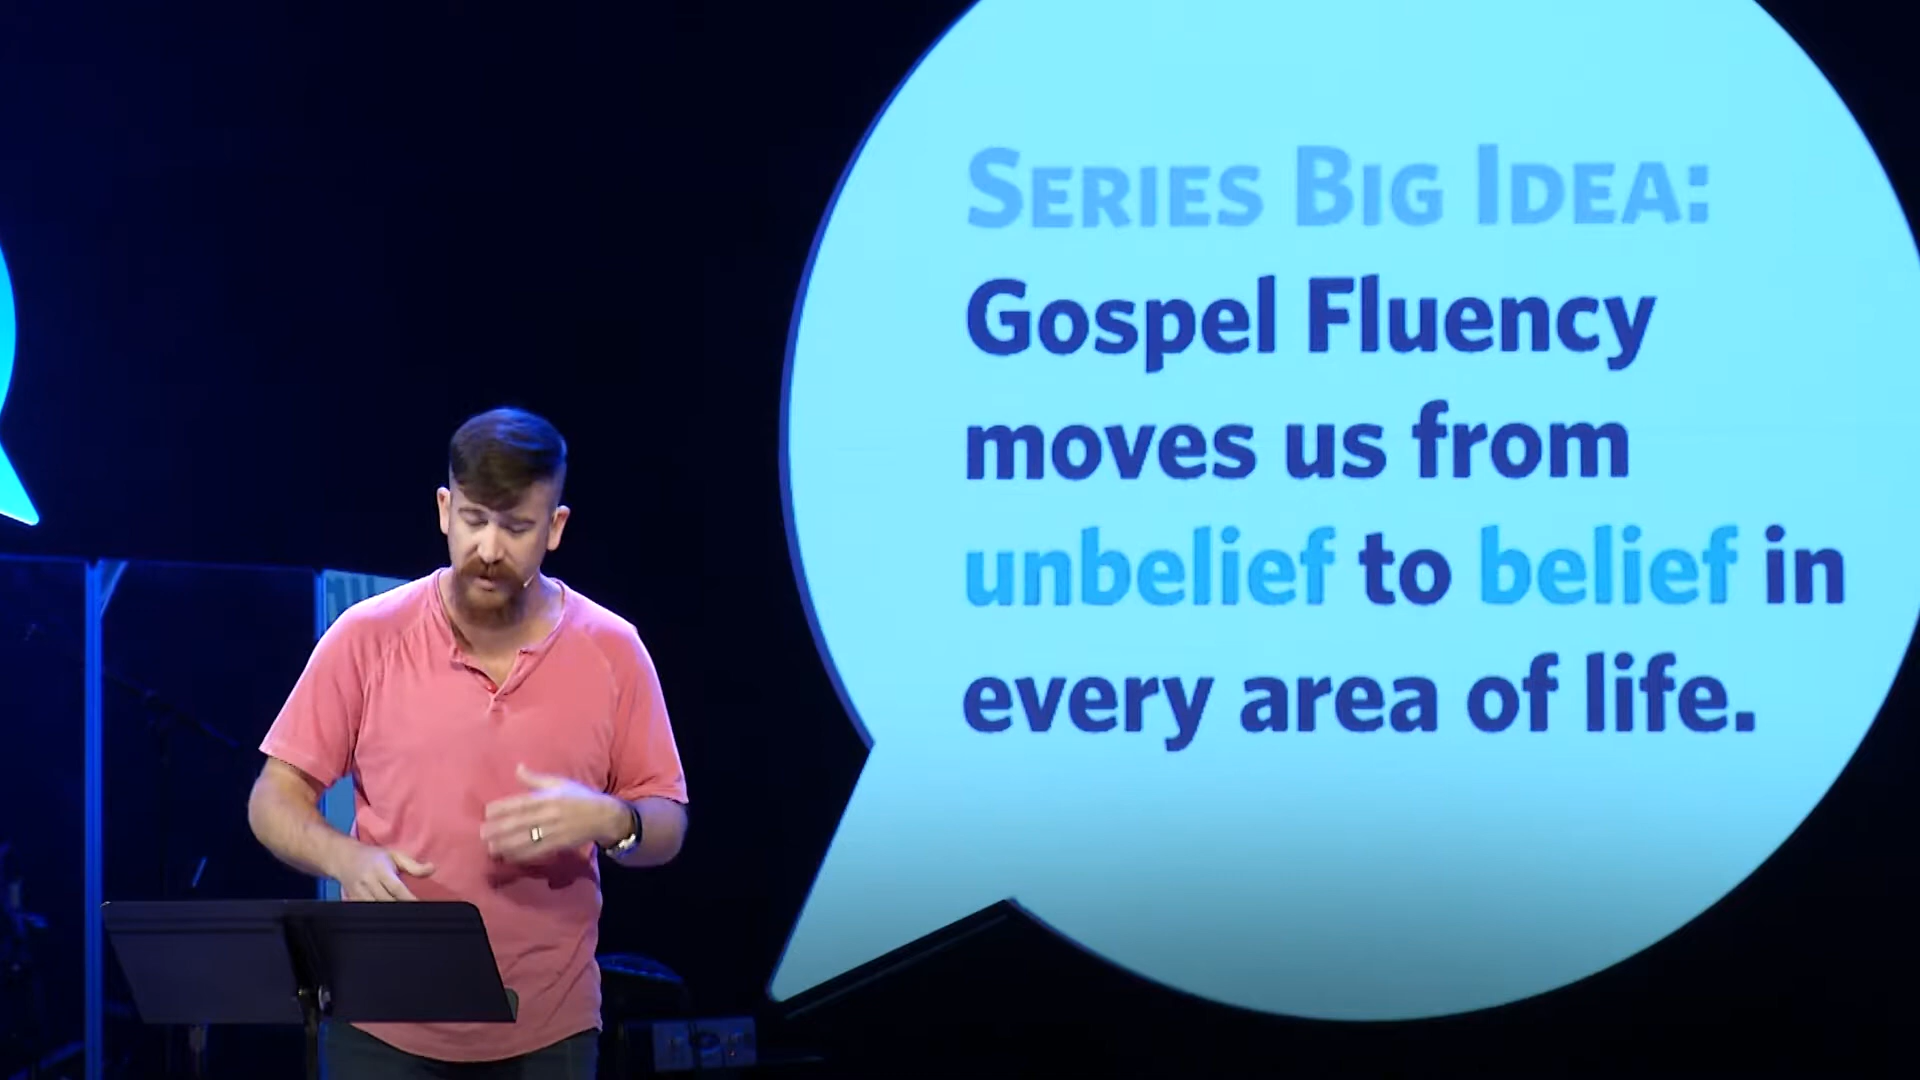 SERIES BIG IDEA:
Gospel Fluency
moves us from
unbelief to belief in
every area of life.